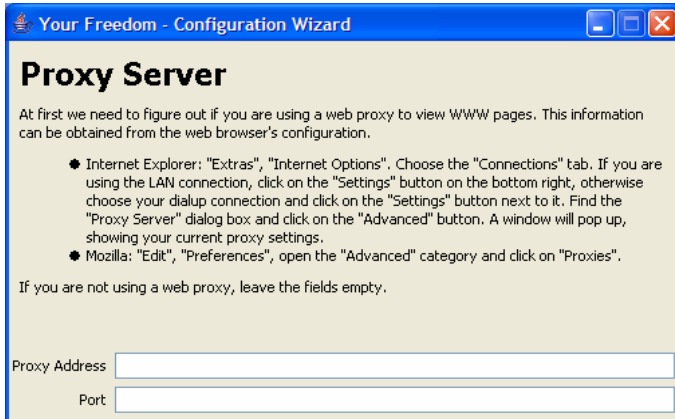 Your Freedom - Configuration Wizard
Proxy Server
At first we need to figure out if you are using a web proxy to view WWW pages. This information
can be obtained from the web browser's configuration.
Internet Explorer: "Extras", "Internet Options". Choose the "Connections" tab. If you are
using the LAN connection, click on the "Settings" button on the bottom right, otherwise
choose your dialup connection and click on the "Settings" button next to it. Find the
"Proxy Server" dialog box and click on the "Advanced" button. A window will pop up,
showing your current proxy settings.
Mozilla: "Edit", "Preferences", open the "Advanced" category and click on "Proxies".
If you are not using a web proxy, leave the fields empty.
Proxy Address
Port